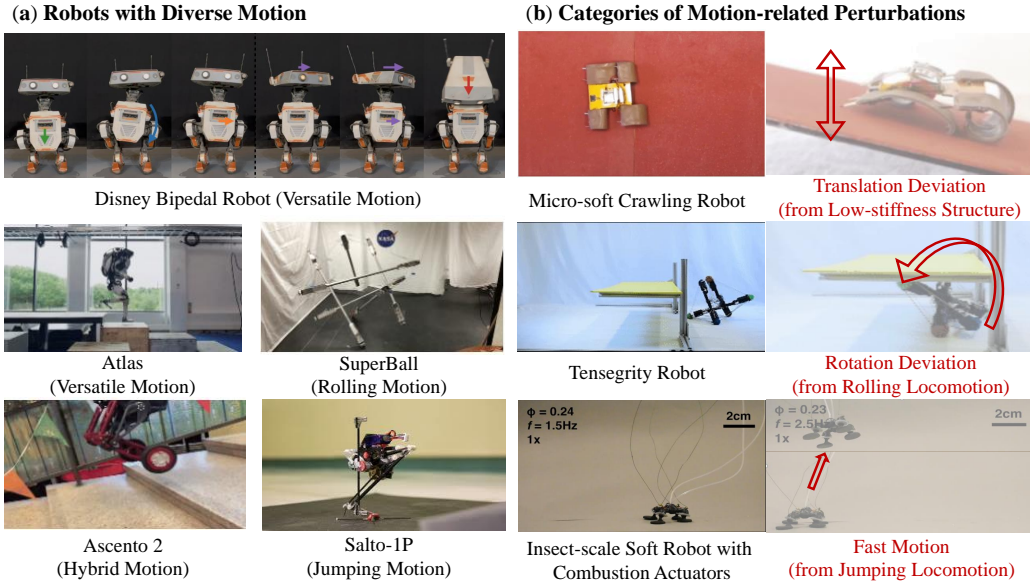 (a) Robots with Diverse Motion
Disney Bipedal Robot (Versatile Motion)
Atlas
(Versatile Motion)
NASA
SuperBall
(Rolling Motion)
Ascento 2
(Hybrid Motion)
Salto-1P
(Jumping Motion)
(b) Categories of Motion-related Perturbations
Micro-soft Crawling Robot
Translation Deviation
(from Low-stiffness Structure)
Tensegrity Robot
Rotation Deviation
(from Rolling Locomotion)
ϕ = 0.24
f = 1.5Hz
1x
2cm
Insect-scale Soft Robot with
Combustion Actuators
ϕ = 0.23
f = 2.5Hz
1x
2cm
Fast Motion
(from Jumping Locomotion)